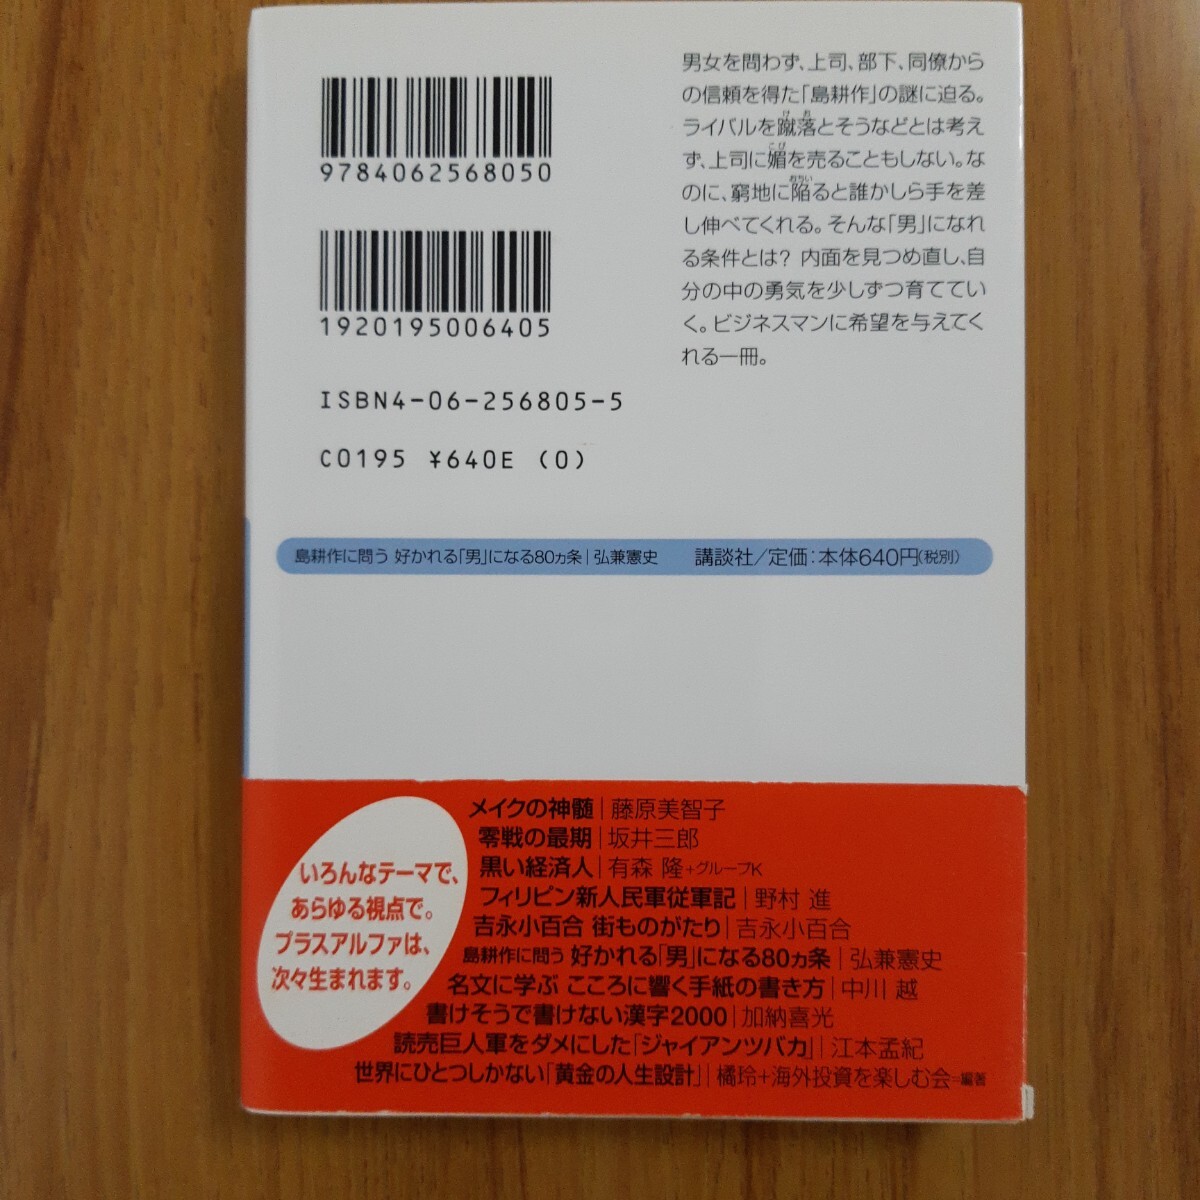 9784062568050
1920195006405
ISBN4-06-256805-5
C0195 ¥640E (0)
男女を問わず、上司、部下、同僚から
の信頼を得た「島耕作」の謎に迫る。
ライバルを蹴落とそうなどとは考え
ず、上司に媚を売ることもしない。な
のに、窮地に陥ると誰かしら手を差
し伸べてくれる。そんな「男」になれ
る条件とは? 内面を見つめ直し、自
分の中の勇気を少しずつ育ててい
く。ビジネスマンに希望を与えてく
れる一冊。
島耕作に問う 好かれる「男」になる80ヵ条|弘兼憲史 講談社/定価:本体640円(税別)
いろんなテーマで、
あらゆる視点で。
プラスアルファは、
次々生まれます。
メイクの神髄|藤原美智子
零戦の最期|坂井三郎
黒い経済人|有森 隆+グループK
フィリピン新人民軍従軍記|野村 進
吉永小百合 街ものがたり|吉永小百合
島耕作に問う 好かれる「男」になる80ヵ条|弘兼憲史
名文に学ぶ こころに響く手紙の書き方|中川 越
書けそうで書けない漢字2000|加納喜光
読売巨人軍をダメにした「ジャイアンツバカ」|江本孟紀
世界にひとつしかない「黄金の人生設計」|橘玲+海外投資を楽しむ会=編著